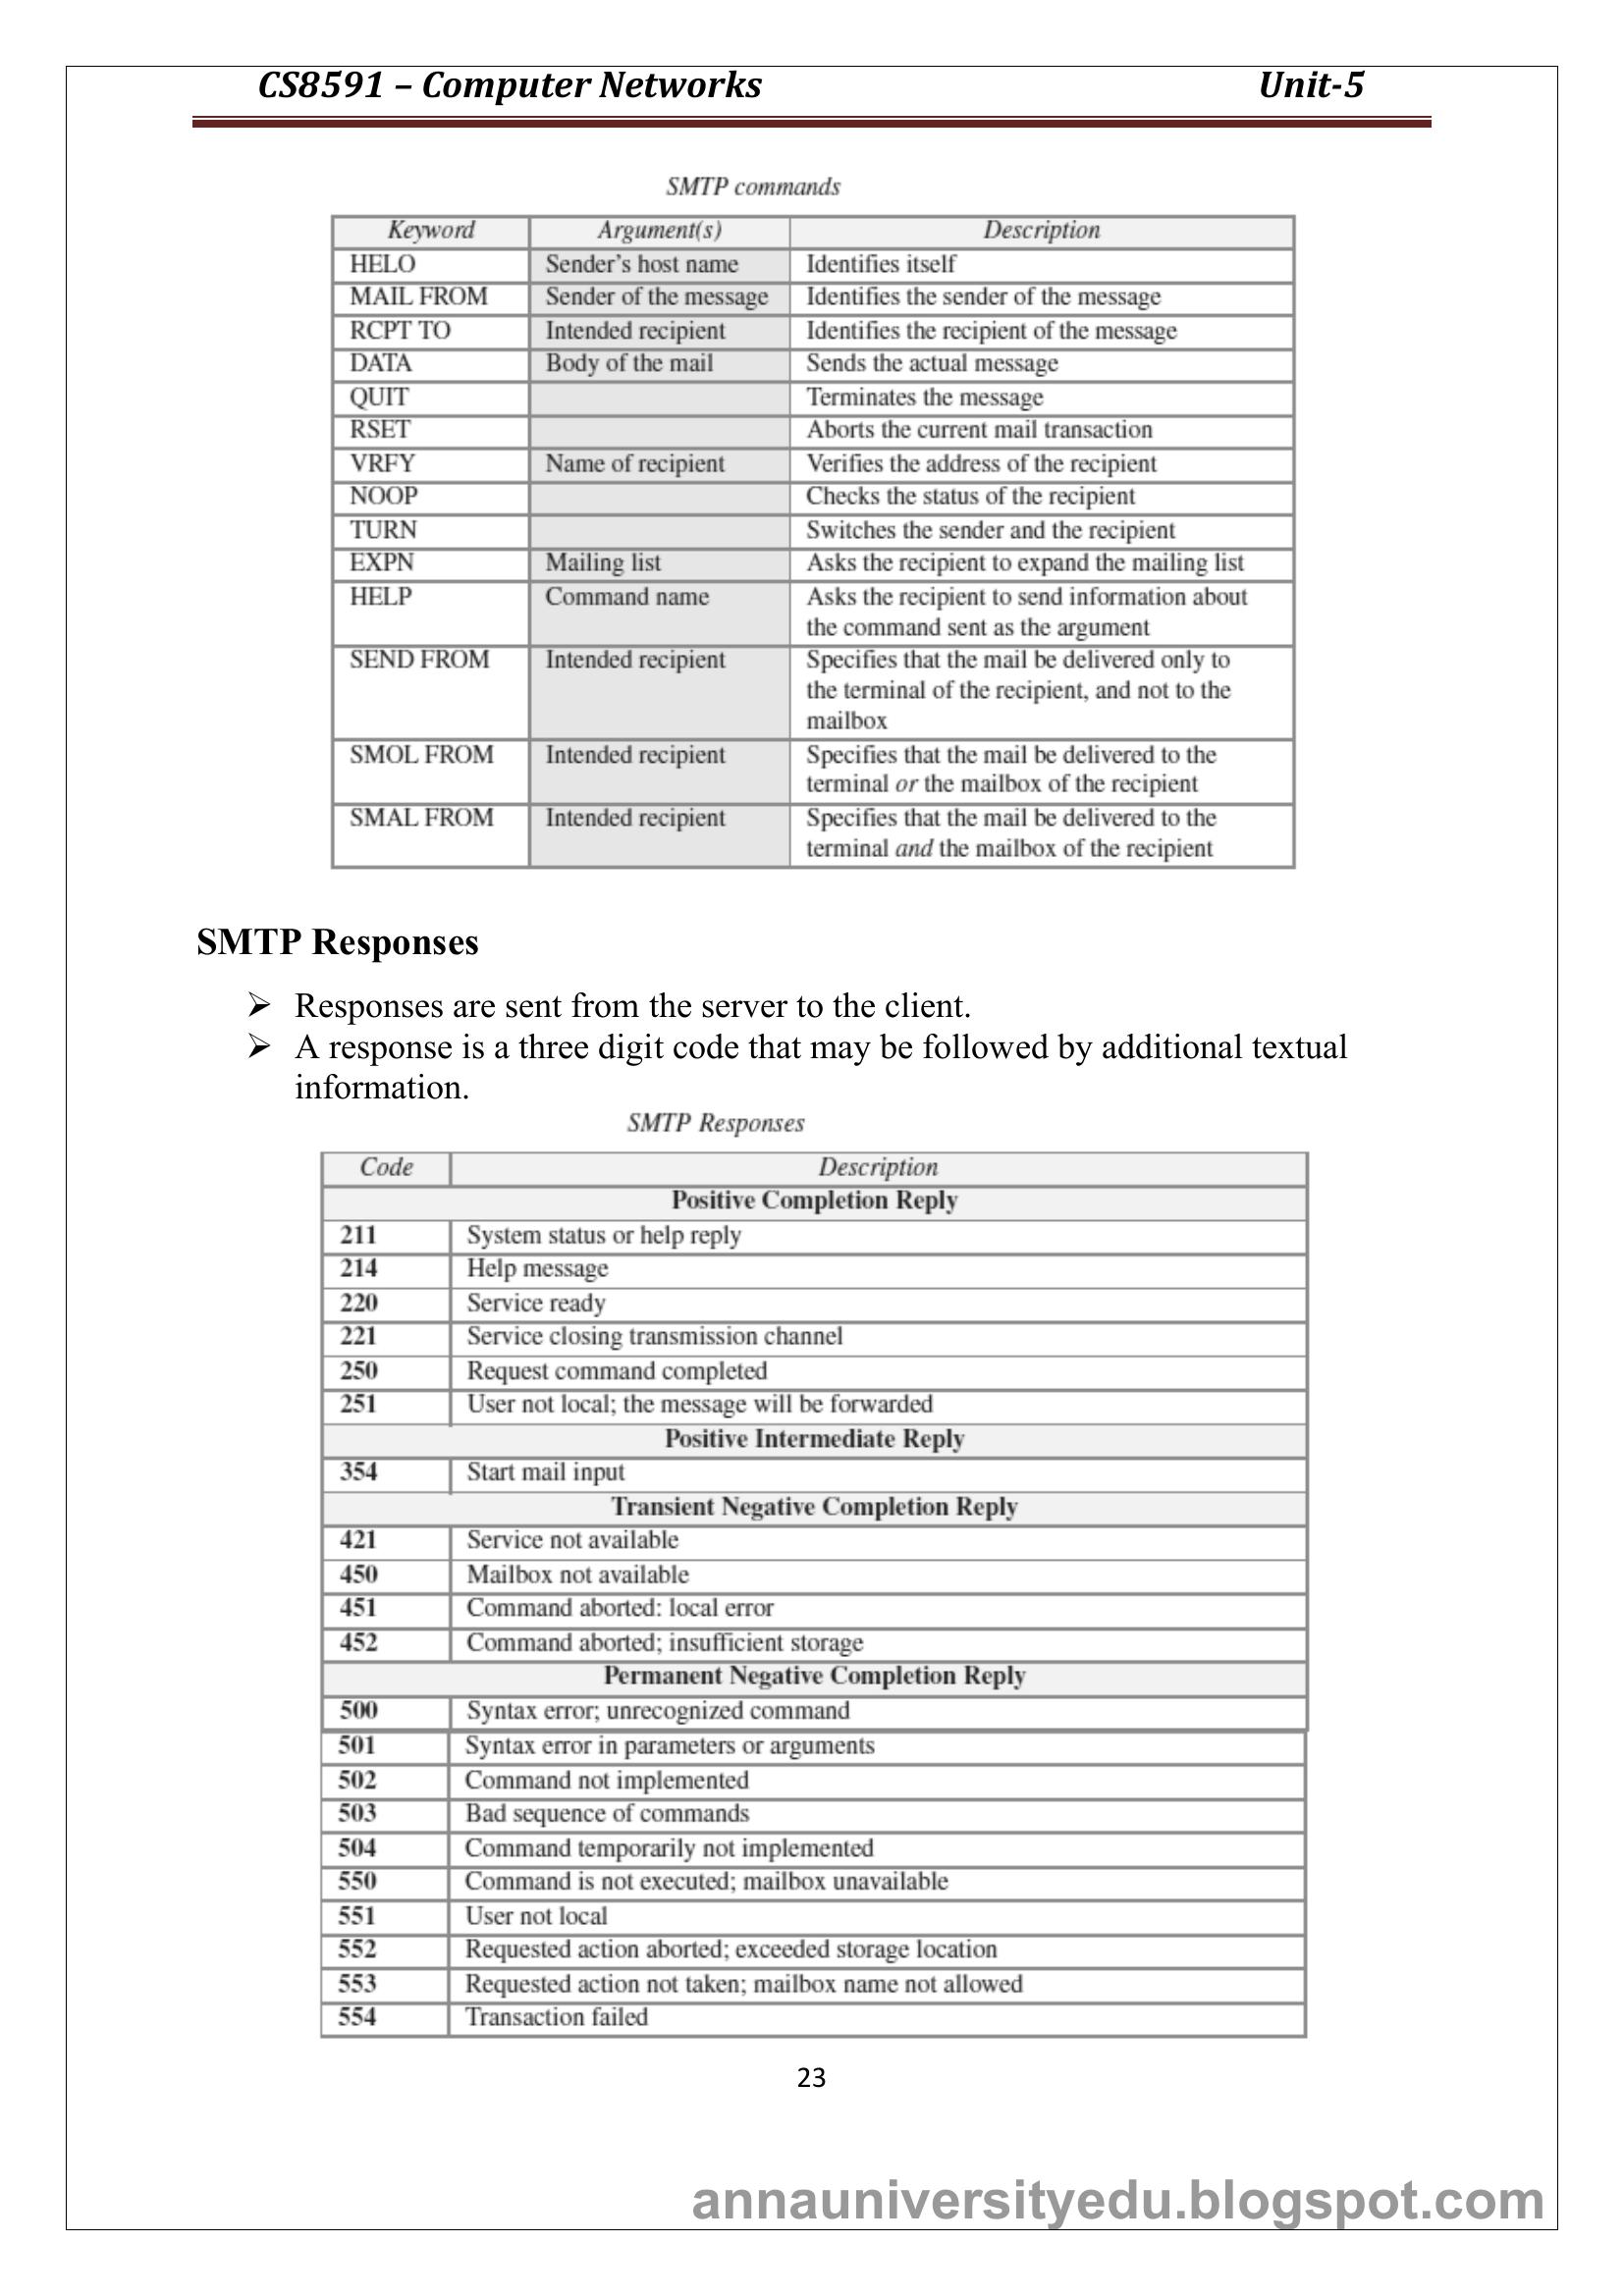 CS8591 – Computer Networks Unit-5
SMTP commands
Keyword Argument(s) Description
HELO Sender's host name Identifies itself
MAIL FROM Sender of the message Identifies the sender of the message
RCPT TO Intended recipient Identifies the recipient of the message
DATA Body of the mail Sends the actual message
QUIT Terminates the message
RSET Aborts the current mail transaction
VRFY Name of recipient Verifies the address of the recipient
NOOP Checks the status of the recipient
TURN Switches the sender and the recipient
EXPN Mailing list Asks the recipient to expand the mailing list
HELP Command name Asks the recipient to send information about
the command sent as the argument
SEND FROM Intended recipient Specifies that the mail be delivered only to
the terminal of the recipient, and not to the
mailbox
SMOL FROM Intended recipient Specifies that the mail be delivered to the
terminal or the mailbox of the recipient
SMAL FROM Intended recipient Specifies that the mail be delivered to the
terminal and the mailbox of the recipient
SMTP Responses
➢ Responses are sent from the server to the client.
➢ A response is a three digit code that may be followed by additional textual
information.
SMTP Responses
Code Description
Positive Completion Reply
211 System status or help reply
214 Help message
220 Service ready
221 Service closing transmission channel
250 Request command completed
251 User not local; the message will be forwarded
Positive Intermediate Reply
354 Start mail input
Transient Negative Completion Reply
421 Service not available
450 Mailbox not available
451 Command aborted: local error
452 Command aborted; insufficient storage
Permanent Negative Completion Reply
500 Syntax error; unrecognized command
501 Syntax error in parameters or arguments
502 Command not implemented
503 Bad sequence of commands
504 Command temporarily not implemented
550 Command is not executed; mailbox unavailable
551 User not local
552 Requested action aborted; exceeded storage location
553 Requested action not taken; mailbox name not allowed
554 Transaction failed
23
annauniversityedu.blogspot.com